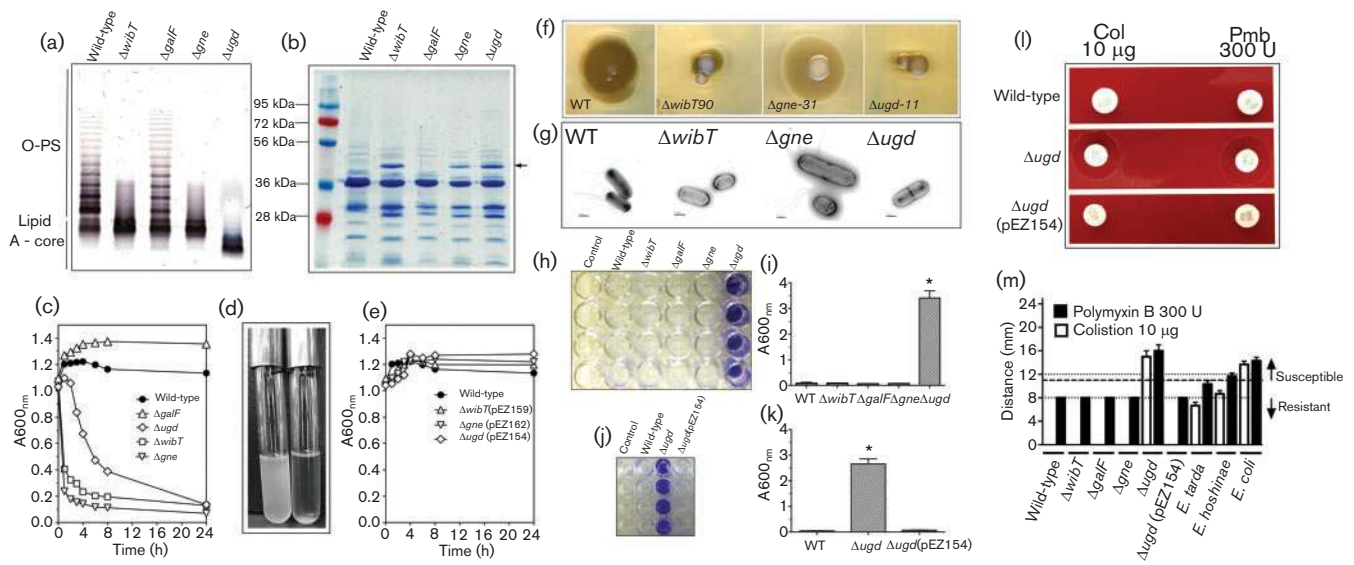 (a)
Wild-type
ΔwibT
ΔgalF
Δgne
Δugd
O-PS
Lipid
A - core
(b)
Wild-type
ΔwibT
ΔgalF
Δgne
Δugd
95 kDa
72 kDa
56 kDa
36 kDa
28 kDa
(c)
1.4
1.2
1.0
0.8
0.6
0.4
0.2
0.0
A600nm
Wild-type
ΔgalF
Δugd
ΔwibT
Δgne
0 4 8 12 16 20 24
Time (h)
(d)
(e)
1.4
1.2
1.0
0.8
0.6
0.4
0.2
0.0
A600nm
Wild-type
ΔwibT(pEZ159)
Δgne (pEZ162)
Δugd (pEZ154)
0 4 8 12 16 20 24
Time (h)
(f)
WT
ΔwibT90
Δgne-31
Δugd-11
(g)
WT
ΔwibT
Δgne
Δugd
(h)
Control
Wild-type
ΔwibT
ΔgalF
Δgne
Δugd
(i)
4
3
2
1
0
A600nm
*
WT ΔwibTΔgalFΔgneΔugd
(j)
Control
Wild-type
Δugd
Δugd(pEZ154)
(k)
4
3
2
1
0
A600nm
*
WT Δugd Δugd(pEZ154)
(l)
Col
10 µg
Pmb
300 U
Wild-type
Δugd
Δugd
(pEZ154)
(m)
24
20
16
12
8
4
0
Distance (mm)
Polymyxin B 300 U
Colistion 10 µg
Susceptible
Resistant
Wild-type
ΔwibT
ΔgalF
Δgne
Δugd
Δugd (pEZ154)
E. tarda
E. hoshinae
E. coli